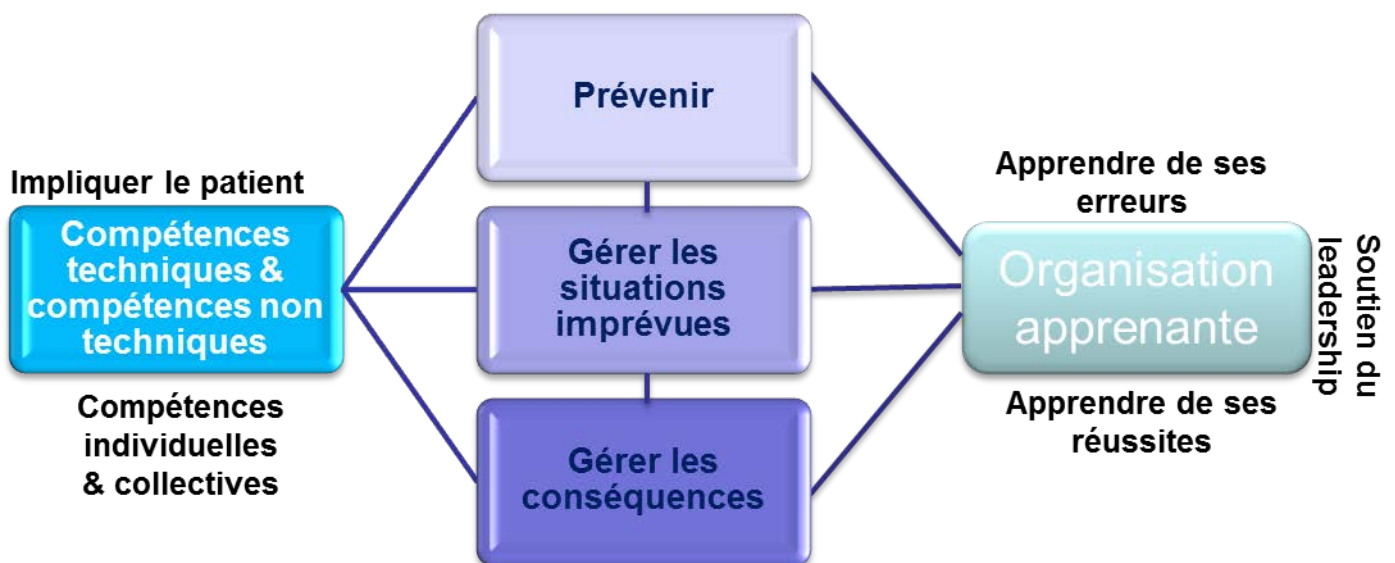 Impliquer le patient
Compétences
techniques &
compétences non
techniques
Compétences
individuelles
& collectives
Prévenir
Gérer les
situations
imprévues
Gérer les
conséquences
Apprendre de ses
erreurs
Organisation
apprenante
Apprendre de ses
réussites
Soutien du
leadership